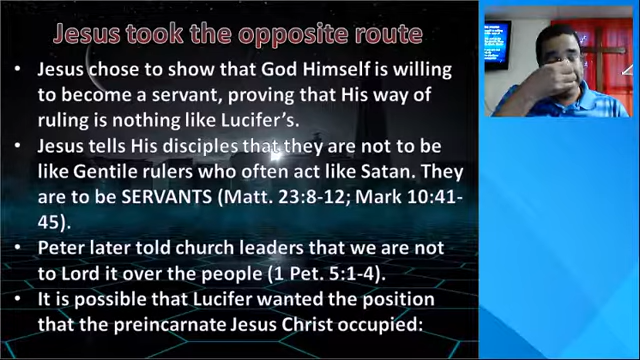 Jesus took the opposite route
• Jesus chose to show that God Himself is willing
to become a servant, proving that His way of
ruling is nothing like Lucifer's.
• Jesus tells His disciples that they are not to be
like Gentile rulers who often act like Satan. They
are to be SERVANTS (Matt. 23:8-12; Mark 10:41-
45).
• Peter later told church leaders that we are not
to Lord it over the people (1 Pet. 5:1-4).
• It is possible that Lucifer wanted the position
that the preincarnate Jesus Christ occupied: